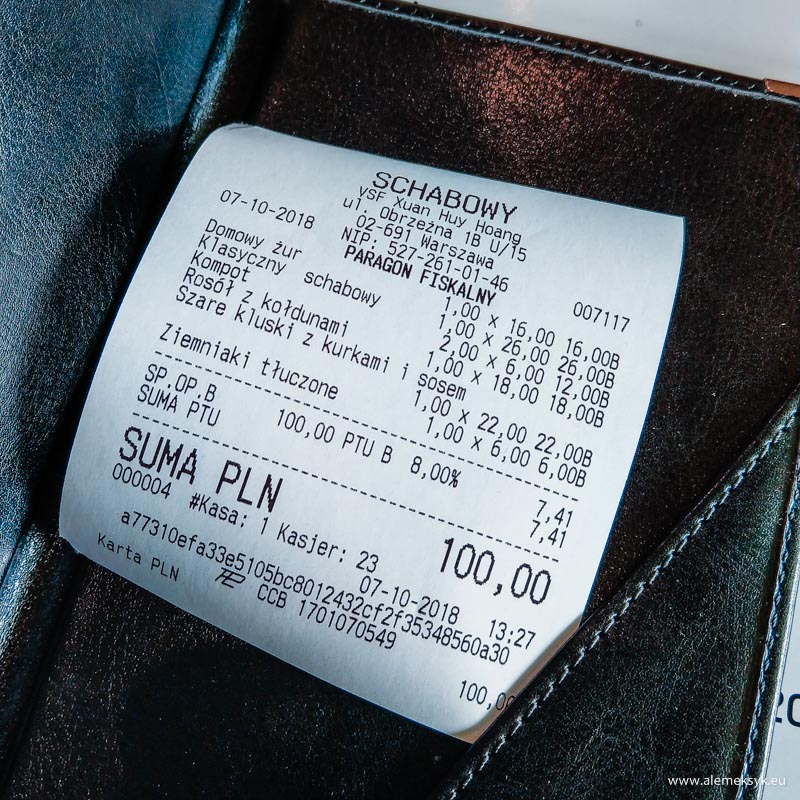 SCHABOWY
VSF Xuan Huy Hoang
ul. Obrzeżna 1B U/15
02-691 Warszawa
NIP: 527-261-01-46
07-10-2018 007117
PARAGON FISKALNY
Domowy żur 1,00 x 16,00 16,00B
Klasyczny schabowy 1,00 x 26,00 26,00B
Kompot 2,00 x 6,00 12,00B
Rosół z kołdunami 1,00 x 18,00 18,00B
Szare kluski z kurkami i sosem
1,00 x 22,00 22,00B
Ziemniaki tłuczone 1,00 x 6,00 6,00B
SP.OP.B 100,00 PTU B 8,00% 7,41
SUMA PTU 7,41
SUMA PLN 100,00
000004 #Kasa: 1 Kasjer: 23 07-10-2018 13:27
a77310efa33e5105bc8012432cf2f35348560a30
CCB 1701070549
Karta PLN 100,00
www.alemeksyk.eu